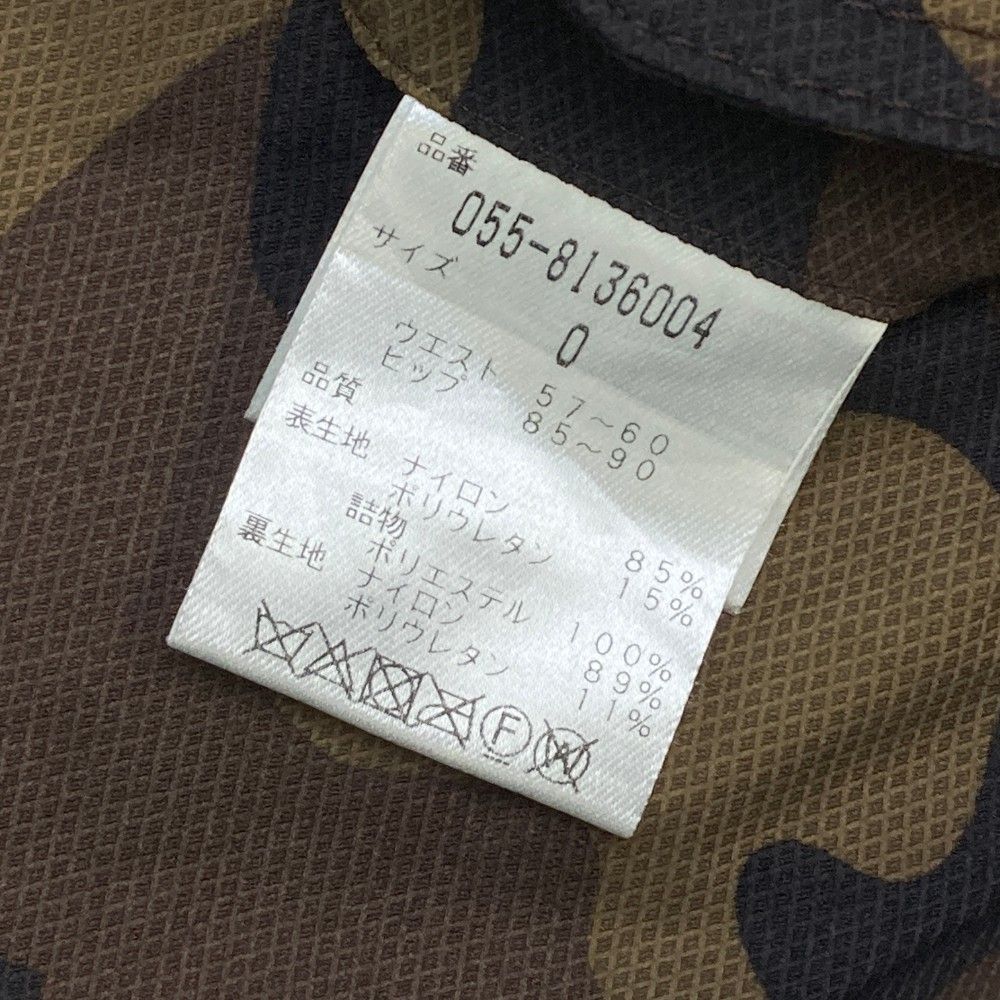 品番
055-8136004
サイズ
0
ウエスト 57～60
ヒップ 85～90
品質
表生地 ナイロン 85%
ポリウレタン 15%
詰物 ポリエステル 100%
裏生地 ナイロン 89%
ポリウレタン 11%
F W